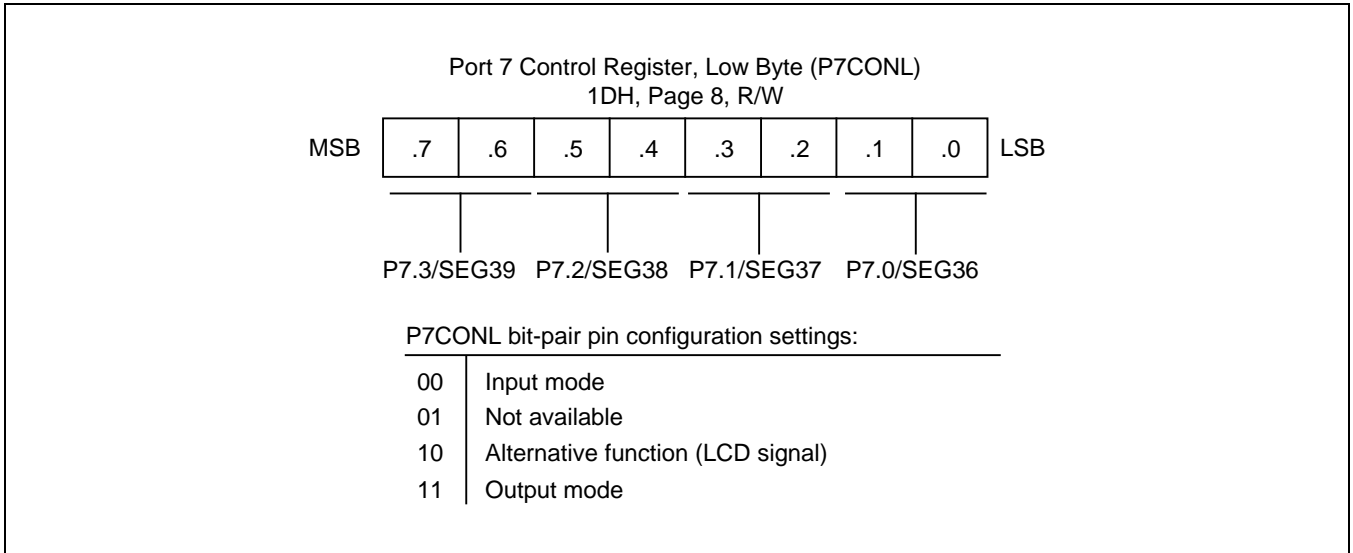 Port 7 Control Register, Low Byte (P7CONL)
1DH, Page 8, R/W
MSB .7 .6 .5 .4 .3 .2 .1 .0 LSB
P7.3/SEG39 P7.2/SEG38 P7.1/SEG37 P7.0/SEG36
P7CONL bit-pair pin configuration settings:
00 Input mode
01 Not available
10 Alternative function (LCD signal)
11 Output mode